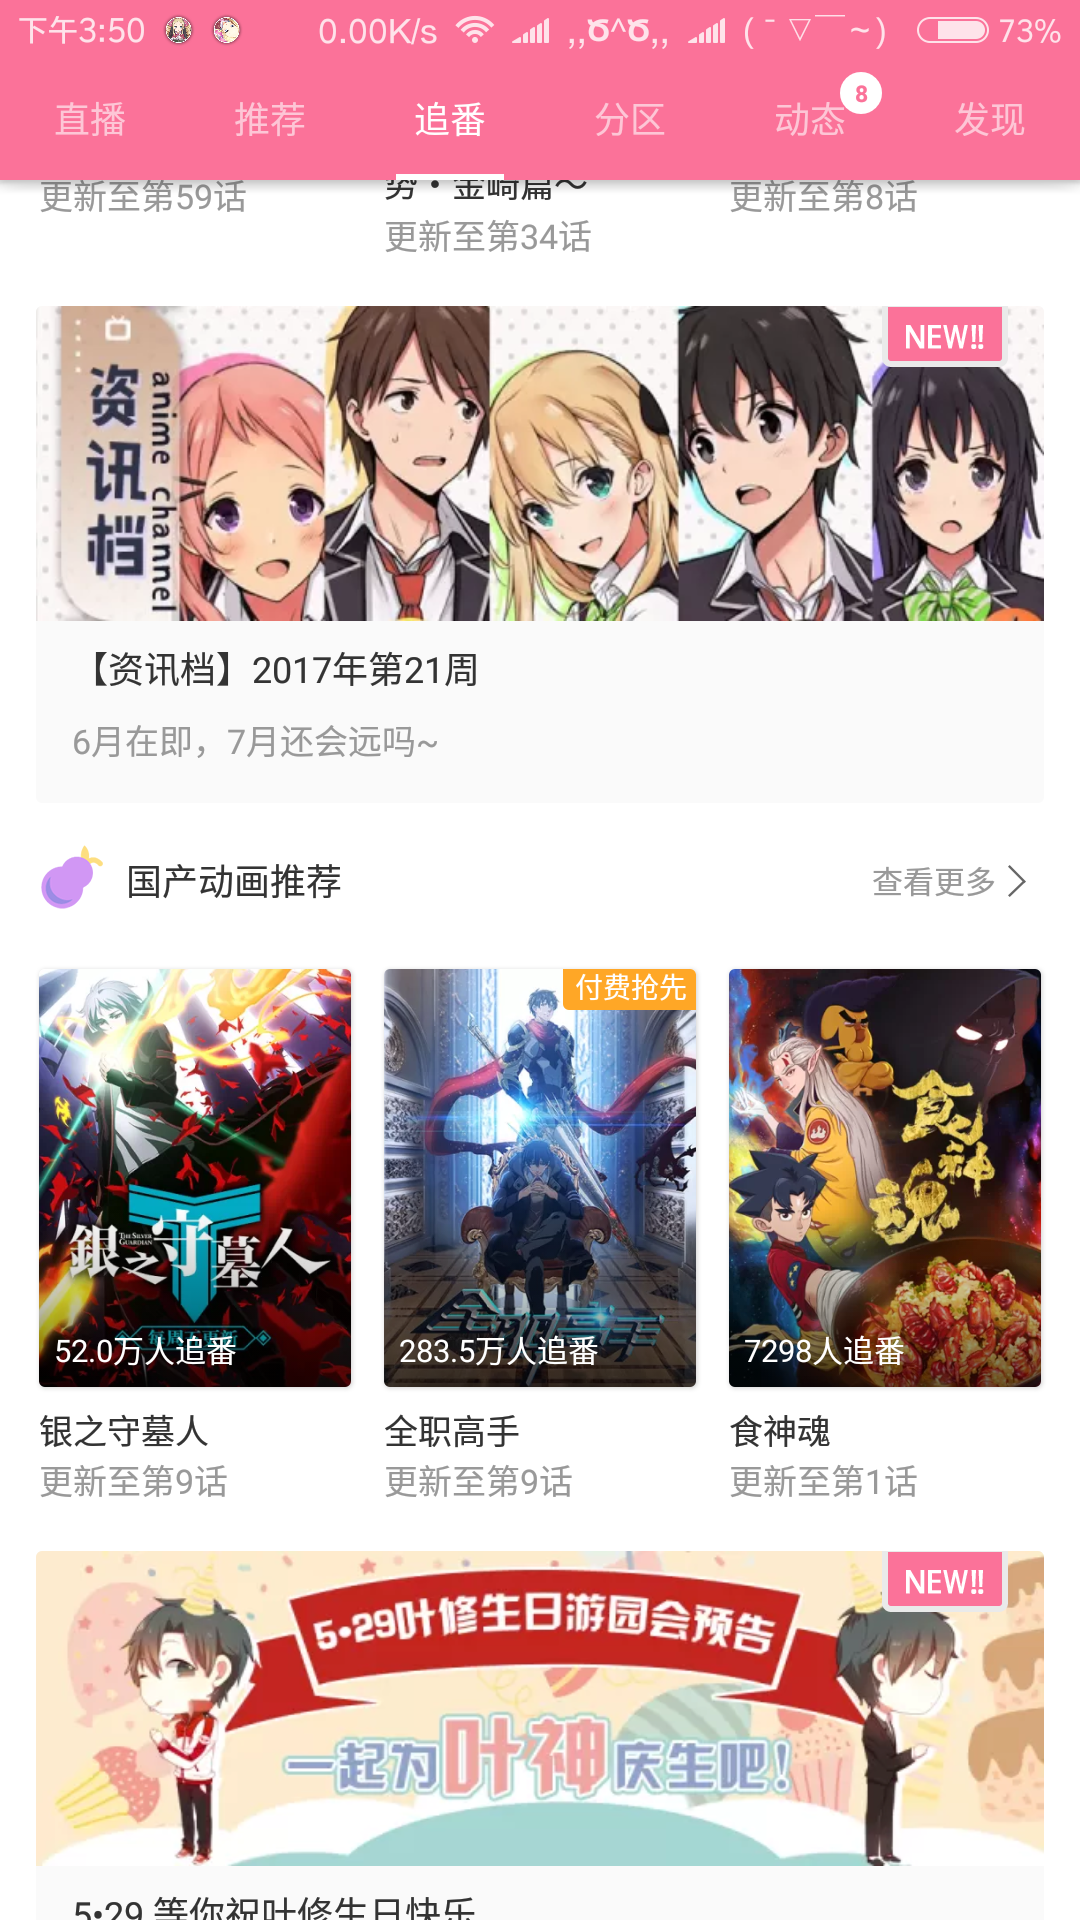 下午3:50 0.00K/s ,,Ծ^Ծ,, (¯▽¯~) 73%
直播 推荐 追番 分区 动态 8 发现
更新至第59话
势・金崎篇～
更新至第34话
更新至第8话
资讯档
anime channel
NEW!!
【资讯档】2017年第21周
6月在即，7月还会远吗~
国产动画推荐
查看更多
銀之守墓人
THE SILVER GUARDIAN
52.0万人追番
付费抢先
全职高手
283.5万人追番
食神魂
7298人追番
银之守墓人
更新至第9话
全职高手
更新至第9话
食神魂
更新至第1话
NEW!!
5•29叶修生日游园会预告
一起为叶神庆生吧!
5•29 等你祝叶修生日快乐